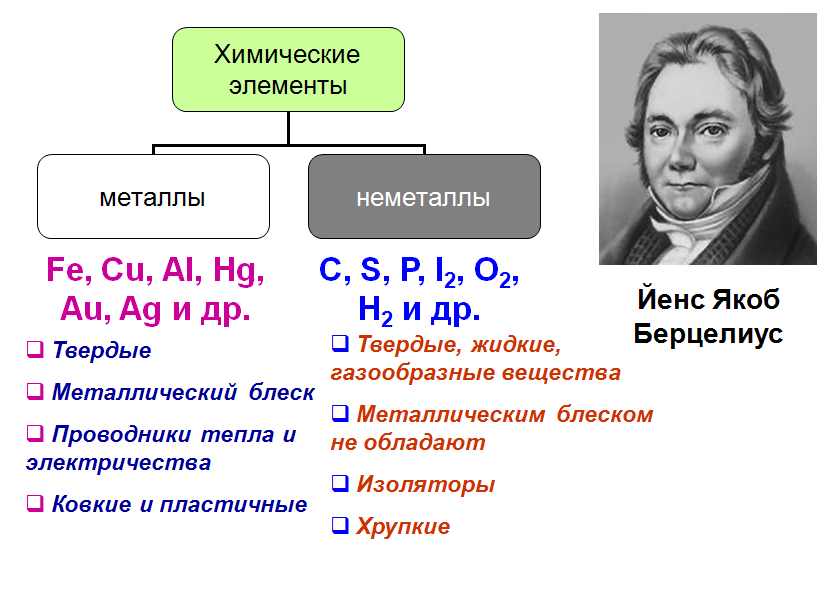 Химические
элементы
металлы
неметаллы
Fe, Cu, Al, Hg,
Au, Ag и др.
C, S, P, I₂, O₂,
H₂ и др.
Твердые
Металлический блеск
Проводники тепла и
электричества
Ковкие и пластичные
Твердые, жидкие,
газообразные вещества
Металлическим блеском
не обладают
Изоляторы
Хрупкие
Йенс Якоб
Берцелиус